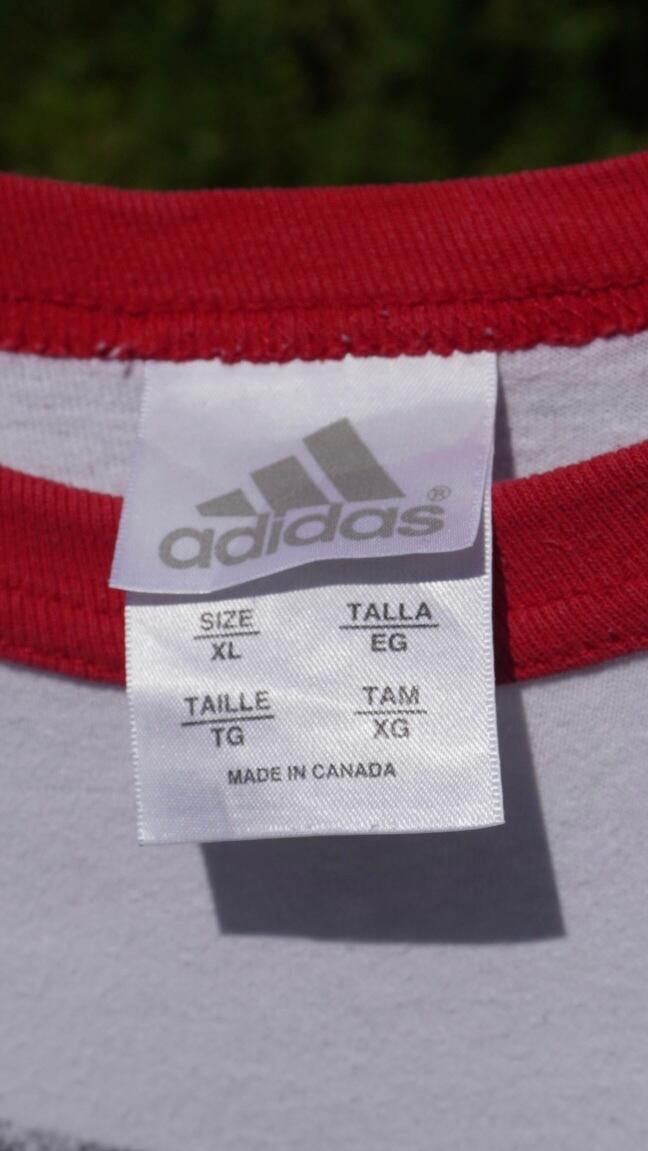 adidas®
SIZE
XL
TALLA
EG
TAILLE
TG
TAM
XG
MADE IN CANADA